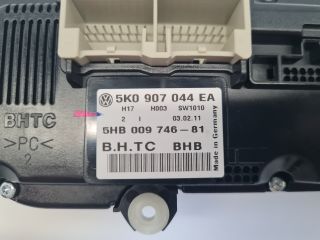 5K0 907 044 EA
H17 H003 SW1010
2 I 03.02.11
5HB 009 746-81
B.H.TC BHB
Made in Germany
BHTC
>PC<
2